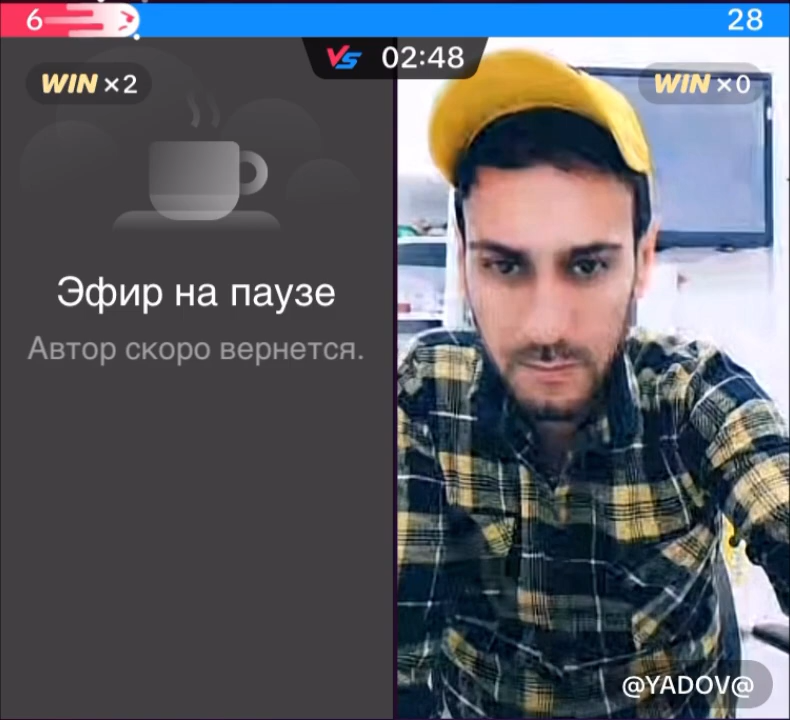 6
28
VS 02:48
WIN ×2
WIN ×0
Эфир на паузе
Автор скоро вернется.
@YADOV@